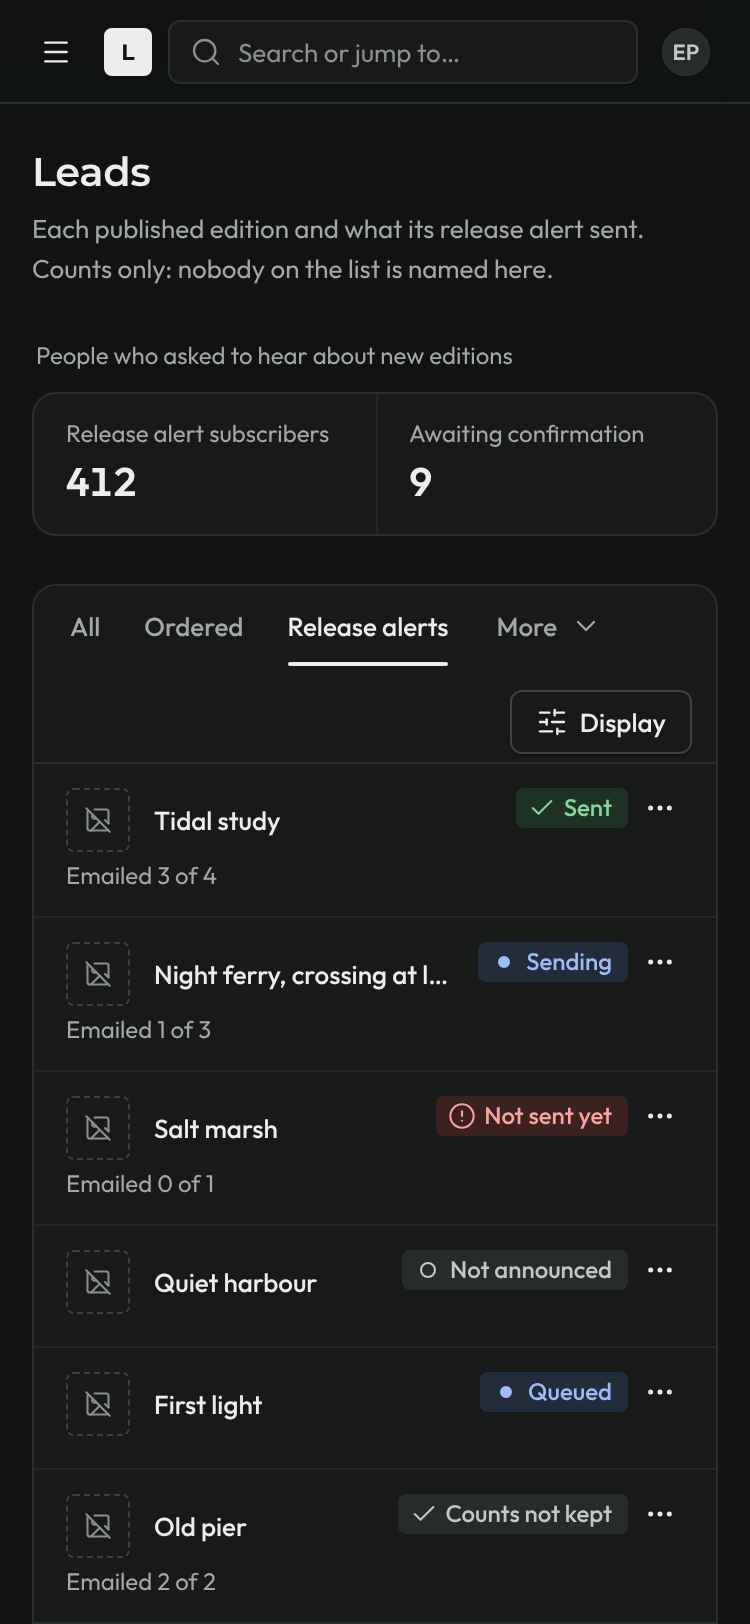 L
Search or jump to...
EP
Leads
Each published edition and what its release alert sent.
Counts only: nobody on the list is named here.
People who asked to hear about new editions
Release alert subscribers
412
Awaiting confirmation
9
All Ordered Release alerts More
Display
Tidal study
Sent
Emailed 3 of 4
Night ferry, crossing at l...
Sending
Emailed 1 of 3
Salt marsh
Not sent yet
Emailed 0 of 1
Quiet harbour
Not announced
First light
Queued
Old pier
Counts not kept
Emailed 2 of 2